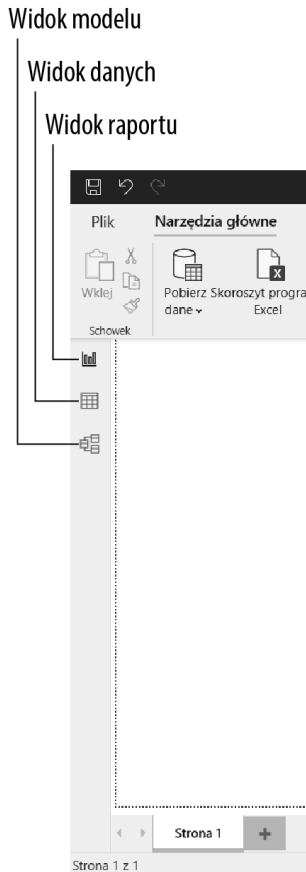 Widok modelu
Widok danych
Widok raportu
Plik Narzędzia główne
Wklej Pobierz Skoroszyt progra
dane Excel
Schowek
Strona 1
Strona 1 z 1